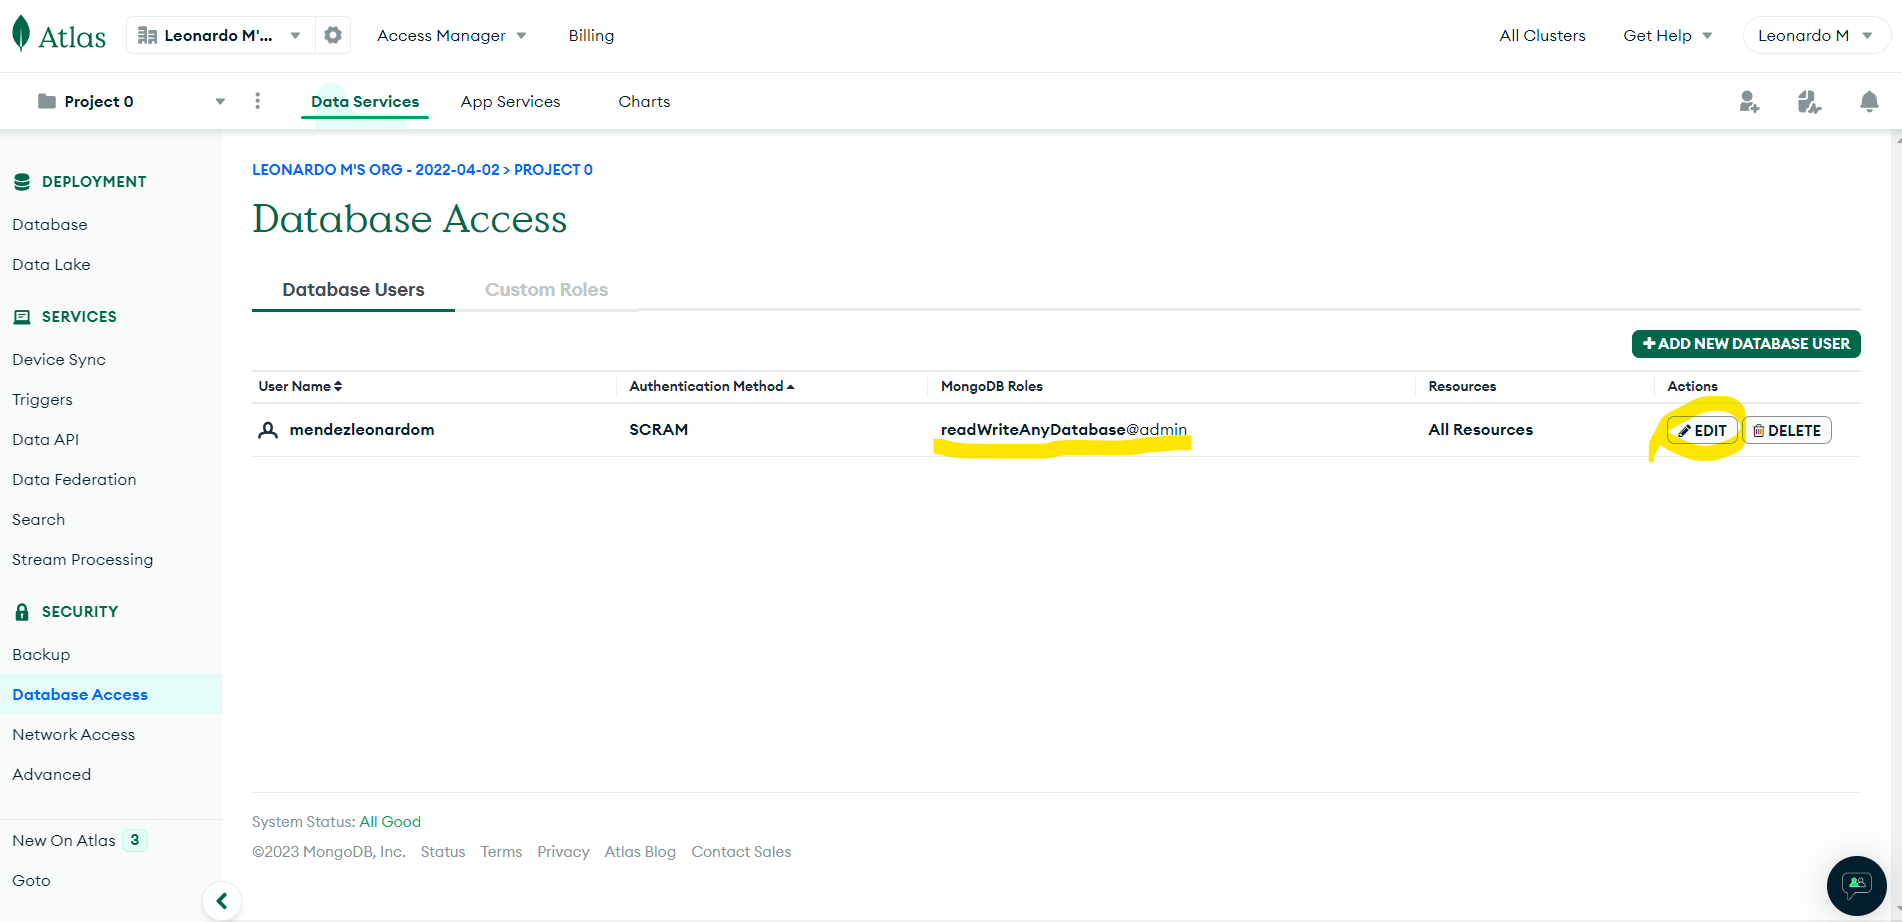 Atlas
Leonardo M'...
Access Manager
Billing
All Clusters
Get Help
Leonardo M
Project 0
Data Services
App Services
Charts
DEPLOYMENT
Database
Data Lake
SERVICES
Device Sync
Triggers
Data API
Data Federation
Search
Stream Processing
SECURITY
Backup
Database Access
Network Access
Advanced
New On Atlas 3
Goto
LEONARDO M'S ORG - 2022-04-02 > PROJECT 0
Database Access
Database Users
Custom Roles
+ ADD NEW DATABASE USER
User Name
Authentication Method
MongoDB Roles
Resources
Actions
mendezleonardom
SCRAM
readWriteAnyDatabase@admin
All Resources
EDIT
DELETE
System Status: All Good
©2023 MongoDB, Inc.
Status
Terms
Privacy
Atlas Blog
Contact Sales